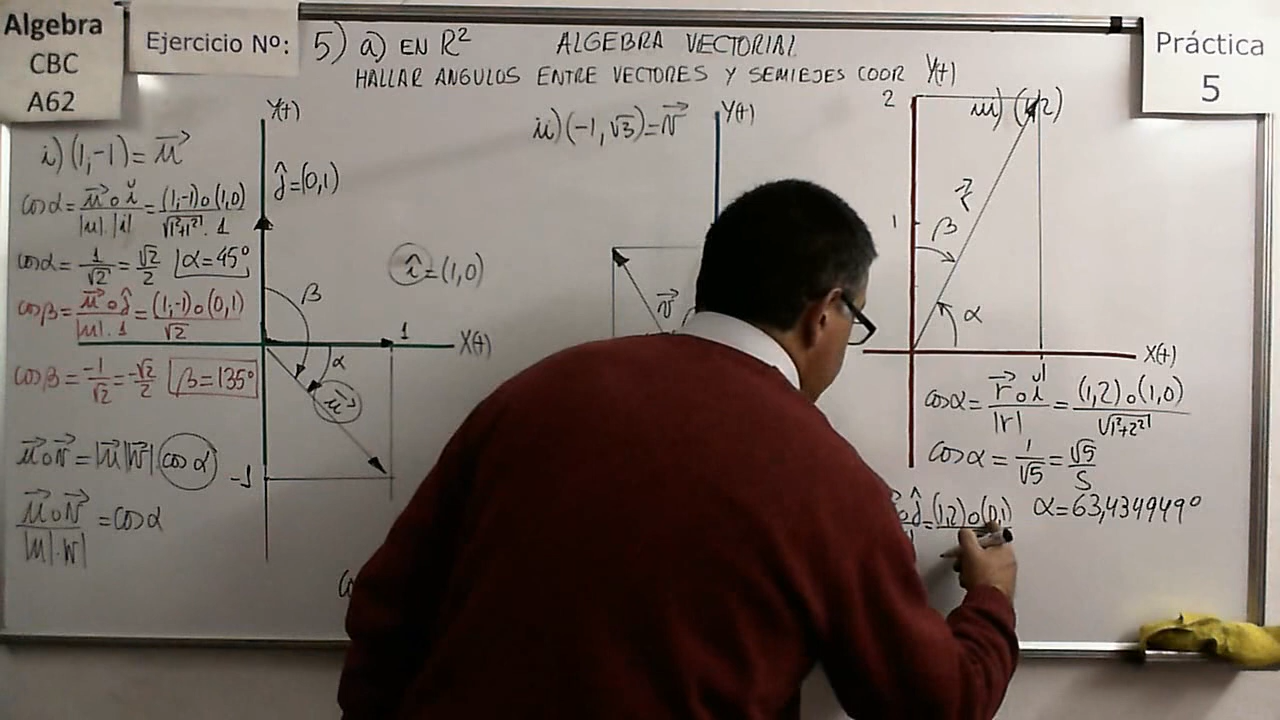 Algebra
CBC
A62
Ejercicio Nº:
5) a) EN R² ALGEBRA VECTORIAL
HALLAR ANGULOS ENTRE VECTORES Y SEMIEJES COOR
Práctica
5
i) (1,-1) = u⃗
cos α = u⃗ ∘ ǐ / |u|.|i| = (1,-1)∘(1,0) / √1²+1² . 1
cos α = 1/√2 = √2/2 α = 45°
cos β = u⃗ ∘ ĵ / |u|. 1 = (1,-1)∘(0,1) / √2
cos β = -1/√2 = -√2/2 β = 135°
u⃗ ∘ v⃗ = |u⃗||v⃗| . cos α
u⃗ ∘ v⃗ / |u|.|v| = cos α
Y(+)
ĵ = (0,1)
î = (1,0)
β
1
X(+)
α
u⃗
-1
ii) (-1, √3) = v⃗
Y(+)
v⃗
Y(+)
2
iii) (1,2)
r⃗
1
β
α
X(+)
1
cos α = r⃗ ∘ ǐ / |r| = (1,2)∘(1,0) / √1²+2²
cos α = 1/√5 = √5/5
∘ ĵ = (1,2)∘(0,1) α = 63,434949°